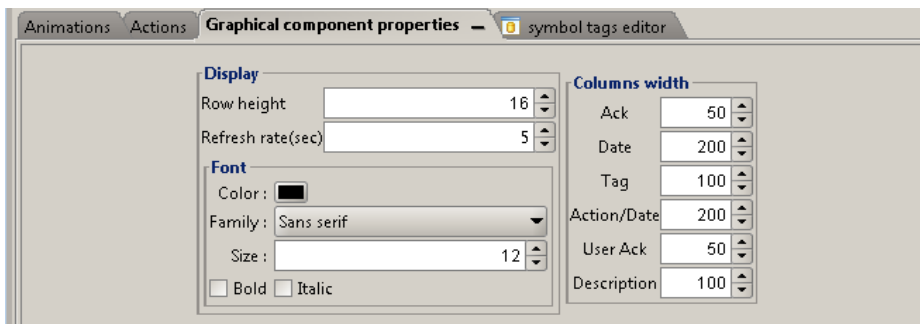 Animations Actions Graphical component properties symbol tags editor
Display
Row height 16
Refresh rate(sec) 5
Font
Color :
Family : Sans serif
Size : 12
Bold Italic
Columns width
Ack 50
Date 200
Tag 100
Action/Date 200
User Ack 50
Description 100